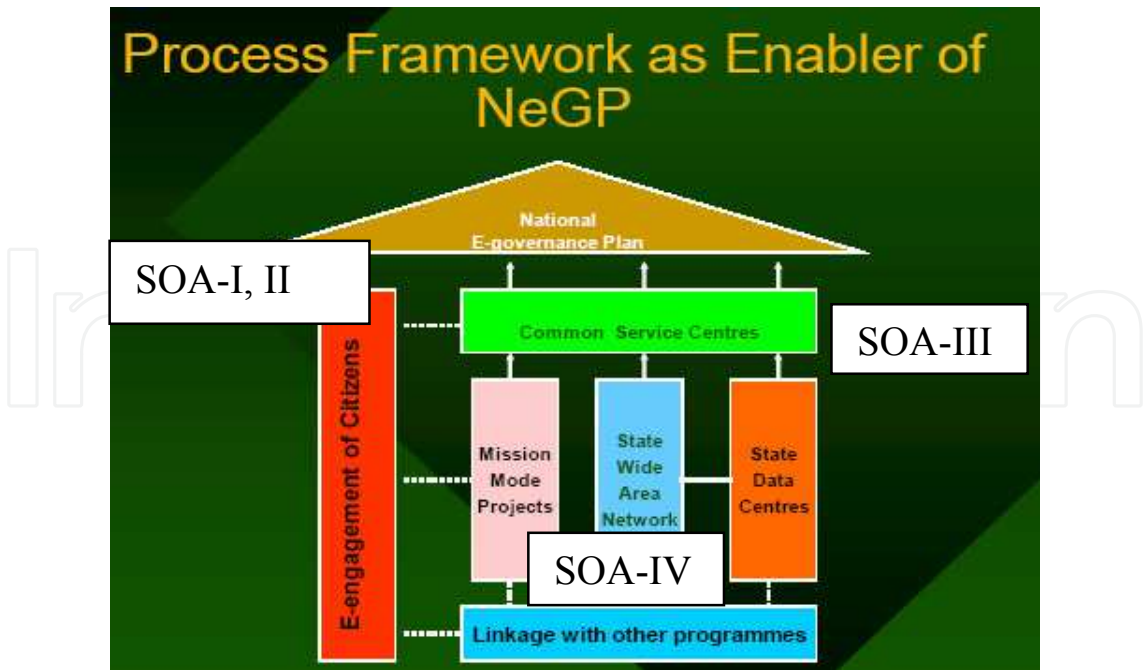 Process Framework as Enabler of
NeGP
National
E-governance Plan
SOA-I, II
Common Service Centres
SOA-III
E-engagement of Citizens
Mission
Mode
Projects
State
Wide
Area
Network
State
Data
Centres
SOA-IV
Linkage with other programmes